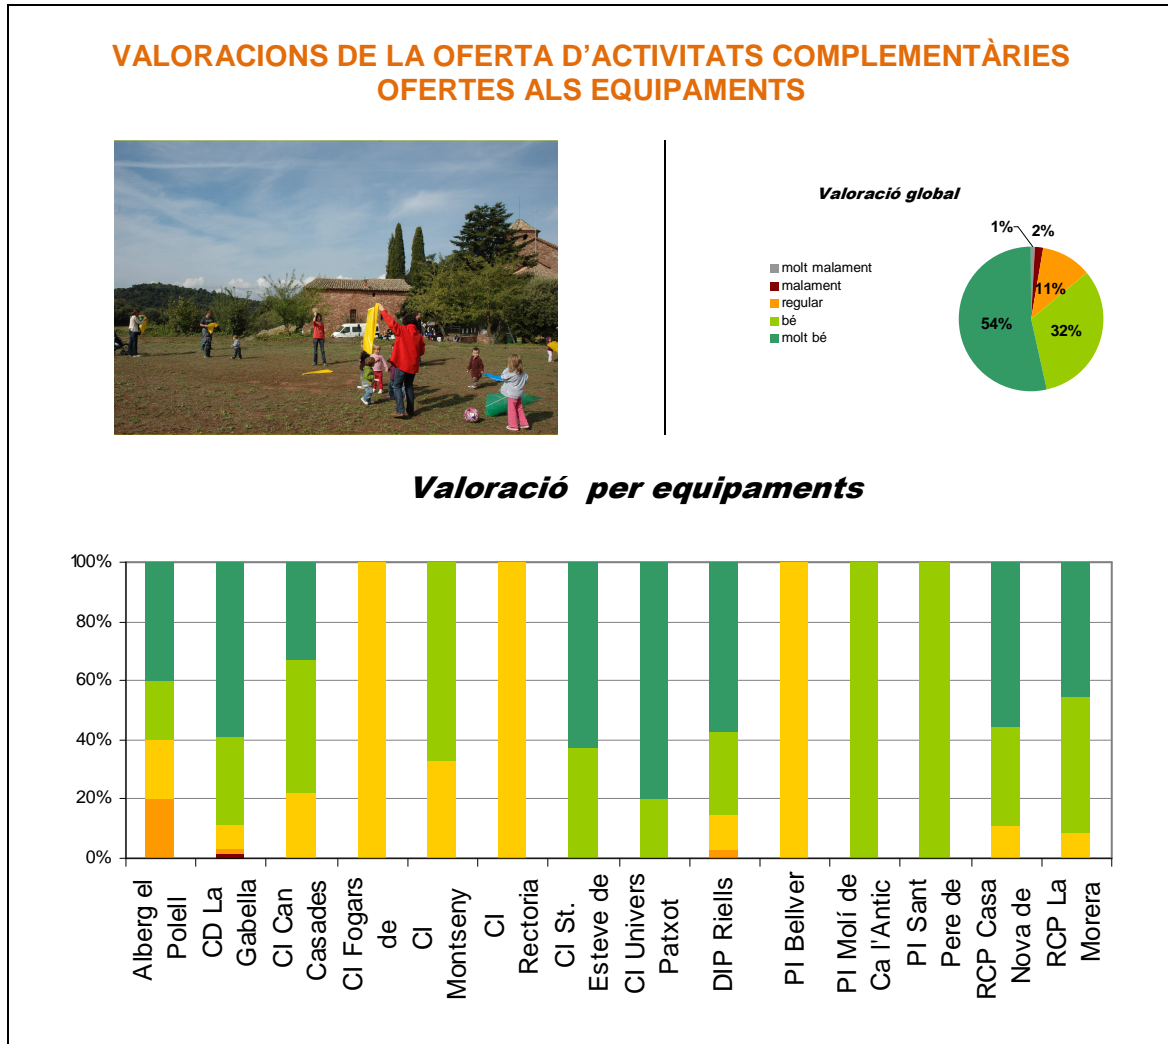 VALORACIONS DE LA OFERTA D'ACTIVITATS COMPLEMENTÀRIES
OFERTES ALS EQUIPAMENTS
Valoració global
1%
2%
11%
32%
54%
molt malament
malament
regular
bé
molt bé
Valoració per equipaments
100%
80%
60%
40%
20%
0%
Alberg el
Polell
CD La
Gabella
CI Can
Casades
CI Fogars
de
CI
Montseny
CI
Rectoria
CI St.
Esteve de
CI Univers
Patxot
DIP Riells
PI Bellver
PI Molí de
Ca l'Antic
PI Sant
Pere de
RCP Casa
Nova de
RCP La
Morera